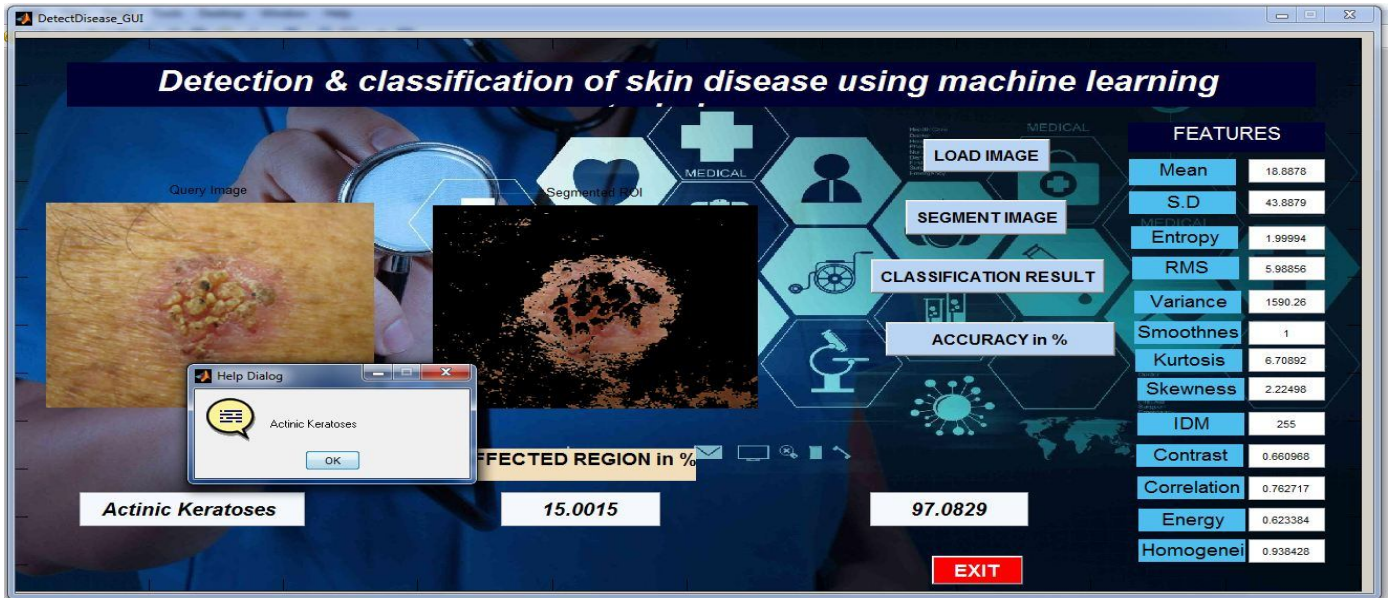 DetectDisease_GUI
Detection & classification of skin disease using machine learning
MEDICAL
MEDICAL
FEATURES
LOAD IMAGE
Query Image
Segmented ROI
SEGMENT IMAGE
CLASSIFICATION RESULT
ACCURACY in %
Mean 18.8878
S.D 43.8879
Entropy 1.99994
RMS 5.98856
Variance 1590.26
Smoothnes 1
Kurtosis 6.70892
Skewness 2.22498
IDM 255
Contrast 0.660968
Correlation 0.762717
Energy 0.623384
Homogenei 0.938428
Help Dialog
Actinic Keratoses
OK
FFECTED REGION in %
Actinic Keratoses
15.0015
97.0829
EXIT